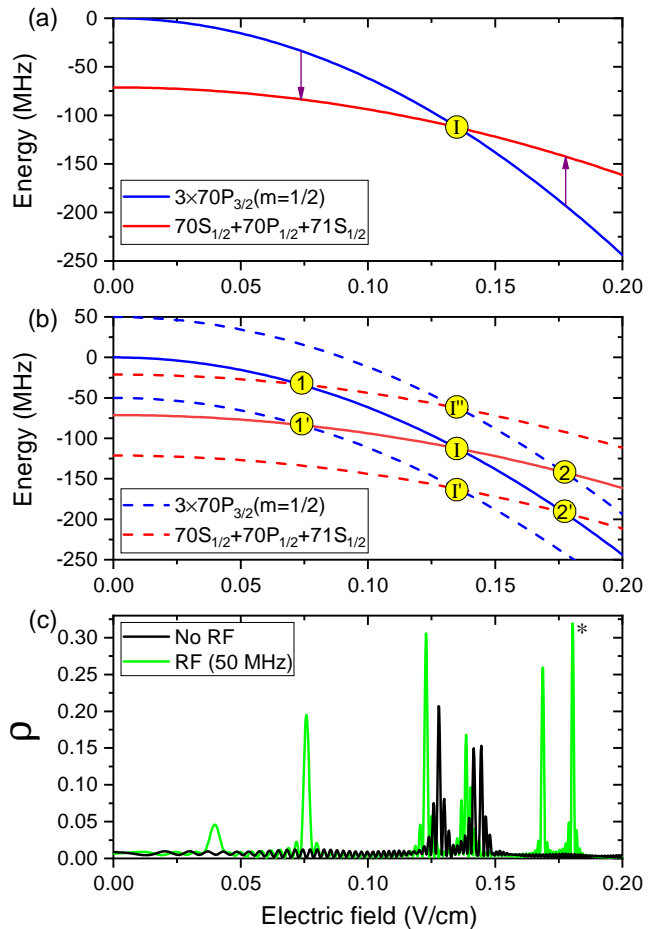 (a)
0
-50
-100
-150
-200
-250
Energy (MHz)
I
3×70P3/2(m=1/2)
70S1/2+70P1/2+71S1/2
0.00 0.05 0.10 0.15 0.20
(b)
50
0
-50
-100
-150
-200
-250
Energy (MHz)
1
1'
I''
I
I'
2
2'
3×70P3/2(m=1/2)
70S1/2+70P1/2+71S1/2
0.00 0.05 0.10 0.15 0.20
(c)
0.30
0.25
0.20
0.15
0.10
0.05
0.00
ρ
No RF
RF (50 MHz)
*
0.00 0.05 0.10 0.15 0.20
Electric field (V/cm)